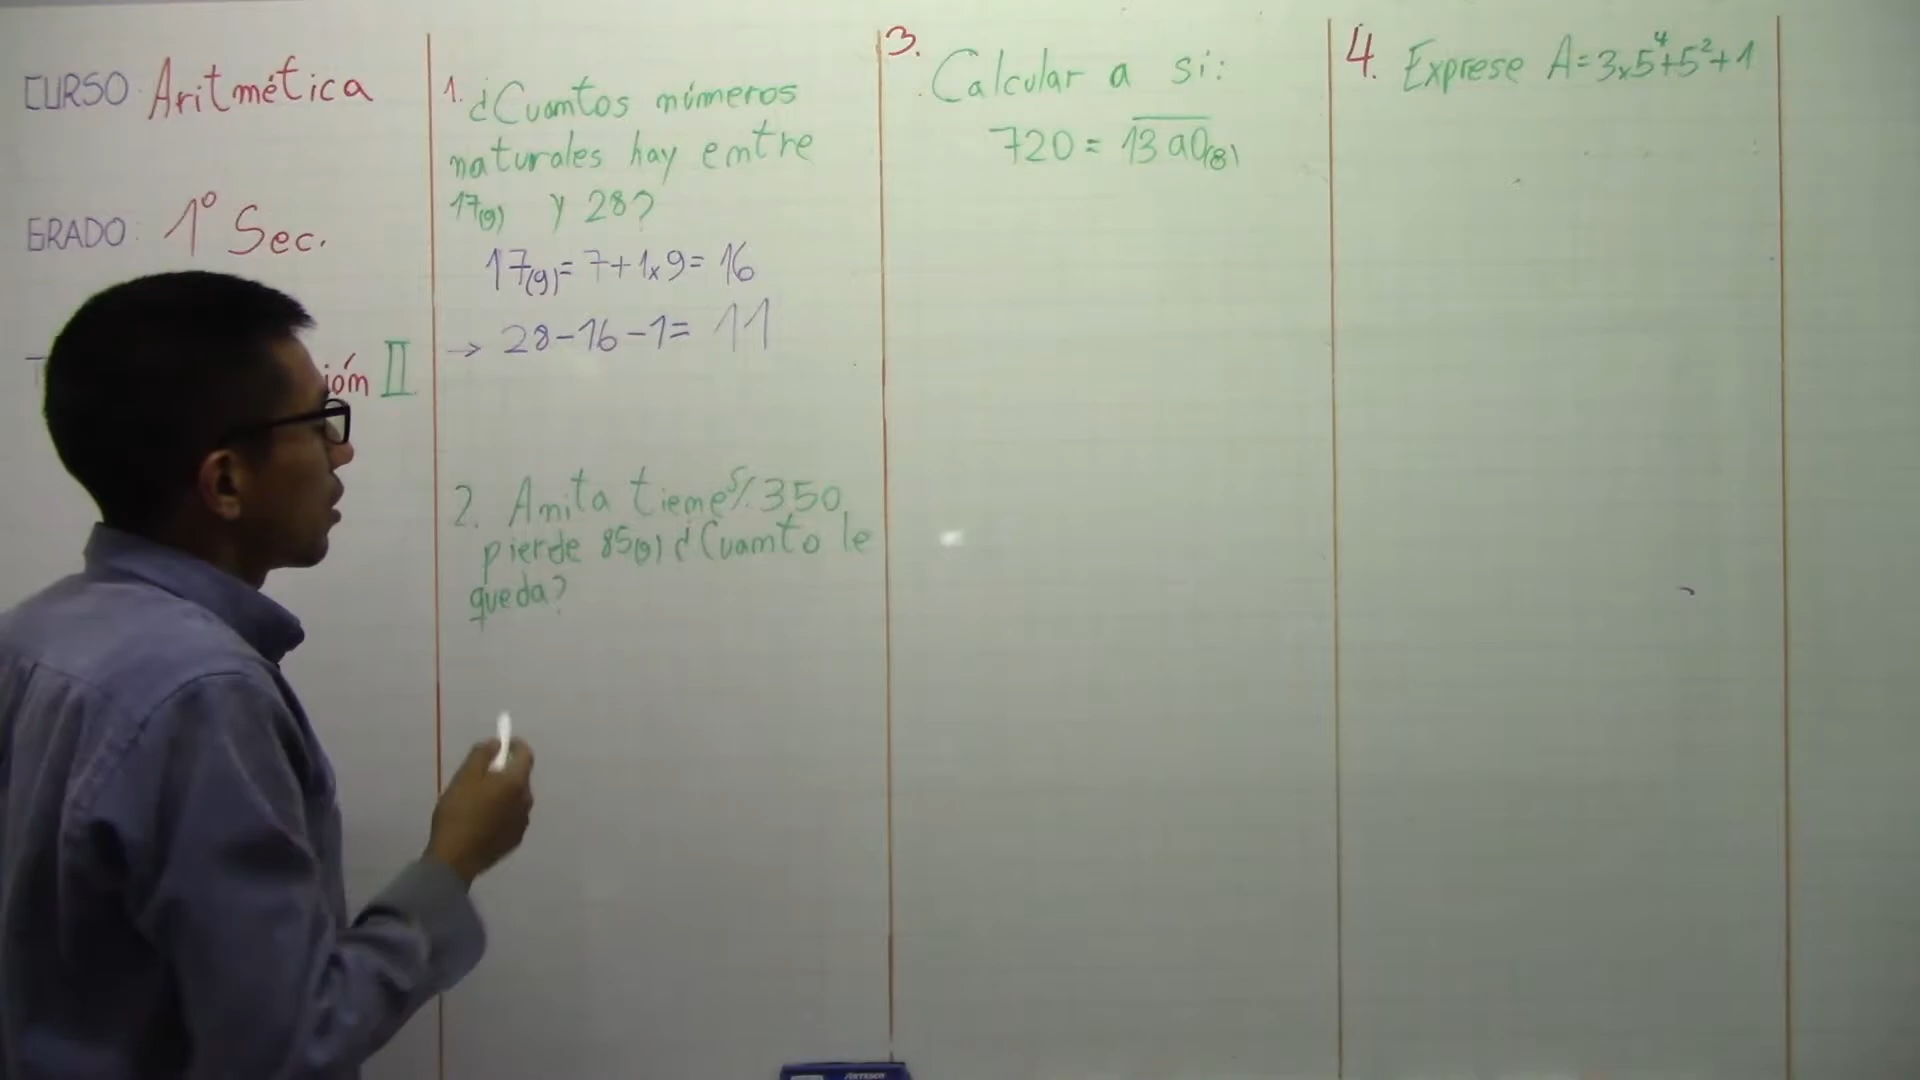 CURSO: Aritmética
GRADO: 1° Sec.
ión II
1. ¿Cuantos números
naturales hay entre
17(9) y 28?
17(9)= 7+1x9= 16
→ 28-16-1= 11
2. Anita tiene S/.350,
pierde 85(9) ¿Cuanto le
queda?
3. Calcular a si:
720 = 13a0(8)
4. Exprese A=3x5⁴+5²+1